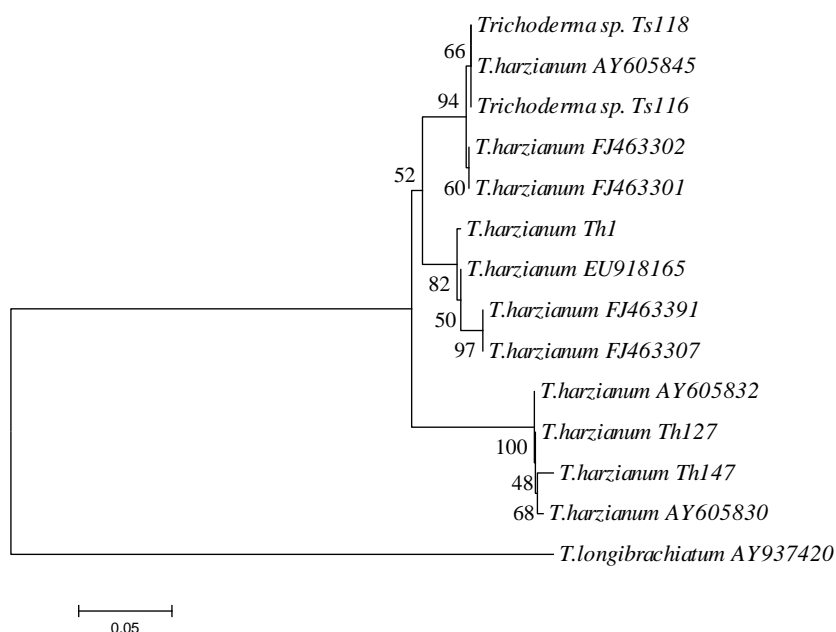 Trichoderma sp. Ts118
66
T.harzianum AY605845
94
Trichoderma sp. Ts116
T.harzianum FJ463302
52
60
T.harzianum FJ463301
T.harzianum Th1
T.harzianum EU918165
82
T.harzianum FJ463391
50
97
T.harzianum FJ463307
T.harzianum AY605832
T.harzianum Th127
100
T.harzianum Th147
48
68
T.harzianum AY605830
T.longibrachiatum AY937420
0.05